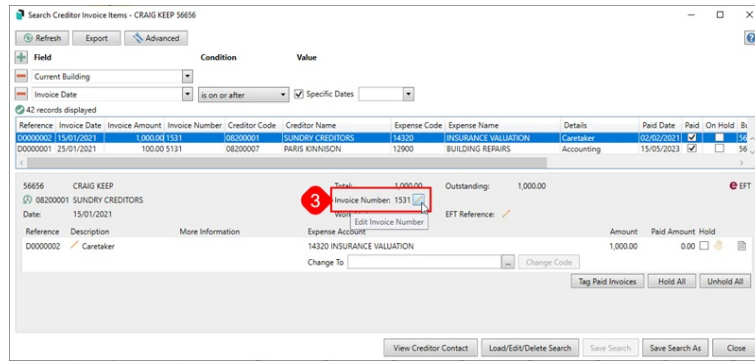 Search Creditor Invoice Items - CRAIG KEEP 56656
Refresh Export Advanced
Field Condition Value
Current Building
Invoice Date is on or after Specific Dates
42 records displayed
Reference Invoice Date Invoice Amount Invoice Number Creditor Code Creditor Name Expense Code Expense Name Details Paid Date Paid On Hold
D0000002 15/01/2021 1,000.00 1531 08200001 SUNDRY CREDITORS 14320 INSURANCE VALUATION Caretaker 02/02/2021 56
D0000001 25/01/2021 100.00 5131 08200007 PARIS KINNISON 12900 BUILDING REPAIRS Accounting 15/05/2023 56
56656 CRAIG KEEP Total: 1,000.00 Outstanding: 1,000.00 EFT
08200001 SUNDRY CREDITORS 3 Invoice Number: 1531
Date: 15/01/2021 EFT Reference:
Edit Invoice Number
Reference Description More Information Expense Account Amount Paid Amount Hold
D0000002 Caretaker 14320 INSURANCE VALUATION 1,000.00 0.00
Change To ... Change Code
Tag Paid Invoices Hold All Unhold All
View Creditor Contact Load/Edit/Delete Search Save Search Save Search As Close